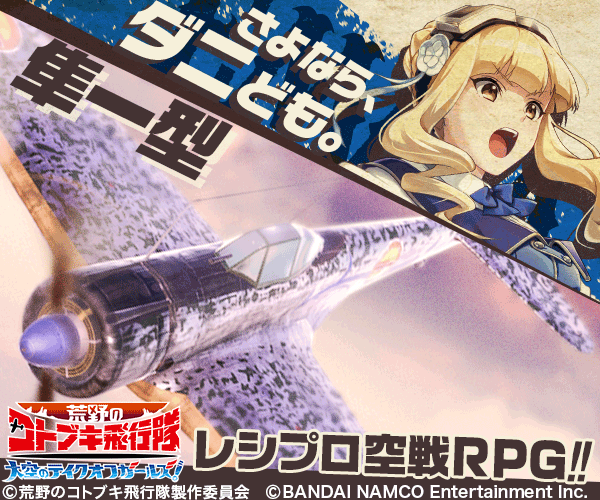 さよなら、
ダニども。
隼一型
荒野の
コトブキ飛行隊
大空のテイクオフガールズ!
レシプロ空戦RPG!!
©荒野のコトブキ飛行隊製作委員会 ©BANDAI NAMCO Entertainment Inc.